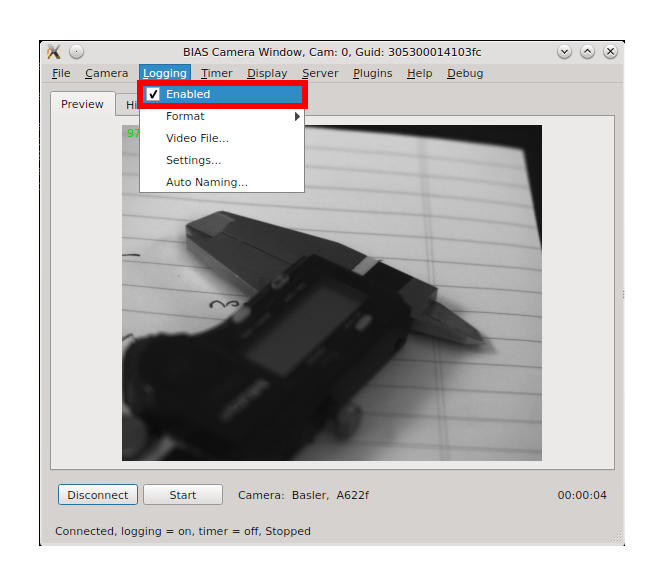 BIAS Camera Window, Cam: 0, Guid: 305300014103fc
File Camera Logging Timer Display Server Plugins Help Debug
Preview
Enabled
Format
Video File...
Settings...
Auto Naming...
Disconnect Start Camera: Basler, A622f 00:00:04
Connected, logging = on, timer = off, Stopped